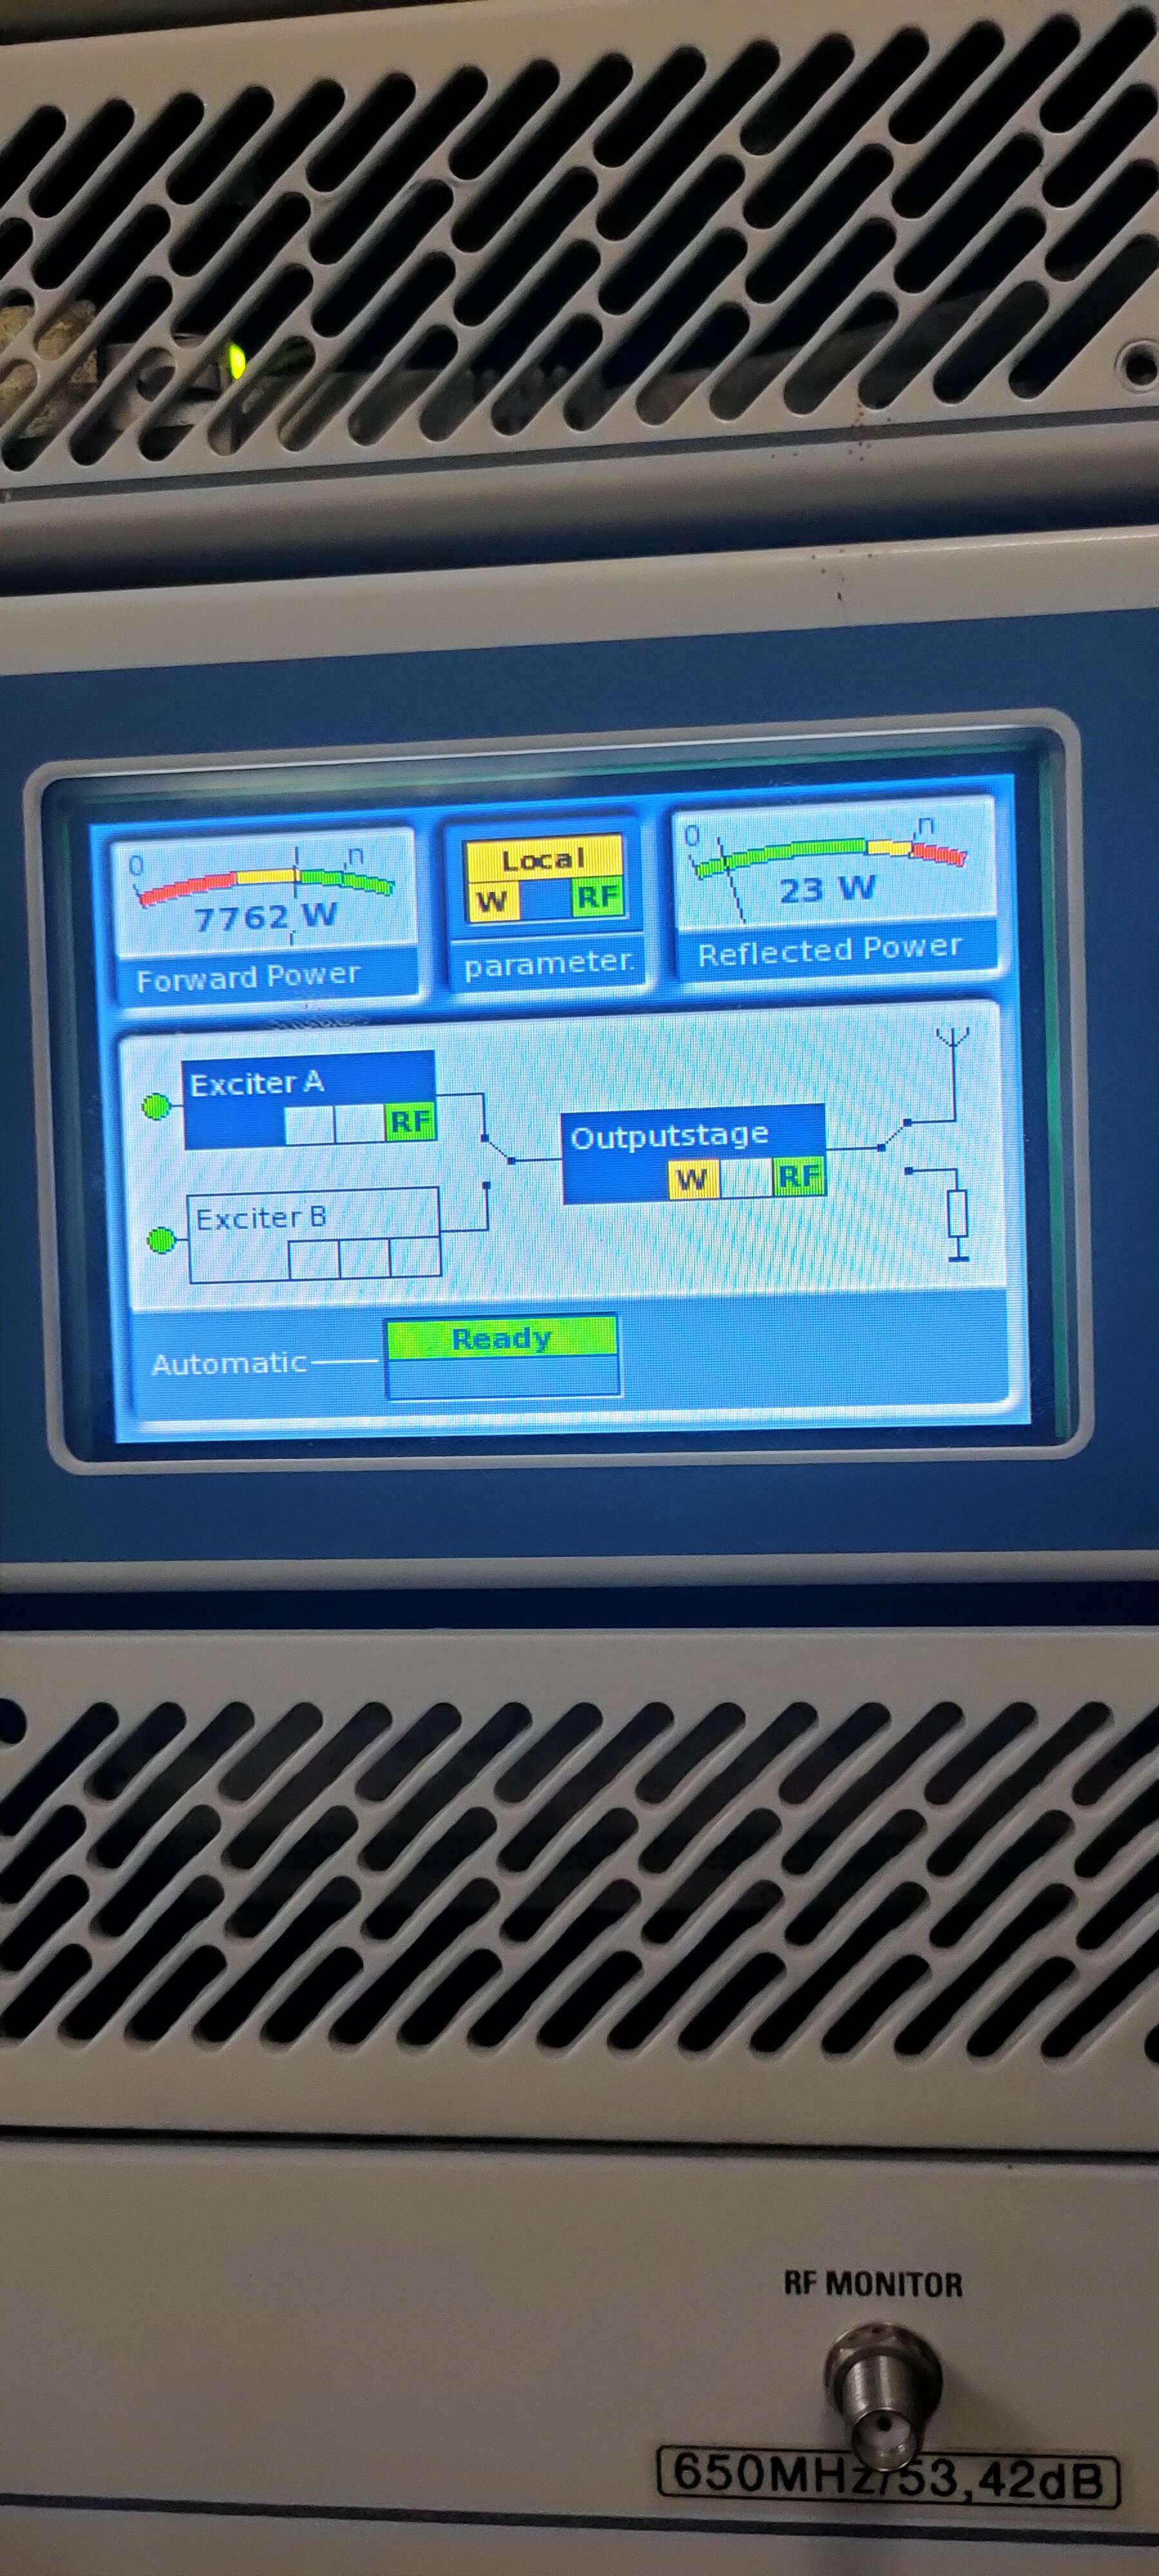 0 n
7762 W
Forward Power
Local
W RF
parameter.
0 n
23 W
Reflected Power
Exciter A
RF
Outputstage
W RF
Exciter B
Automatic
Ready
RF MONITOR
650MHz/53,42dB